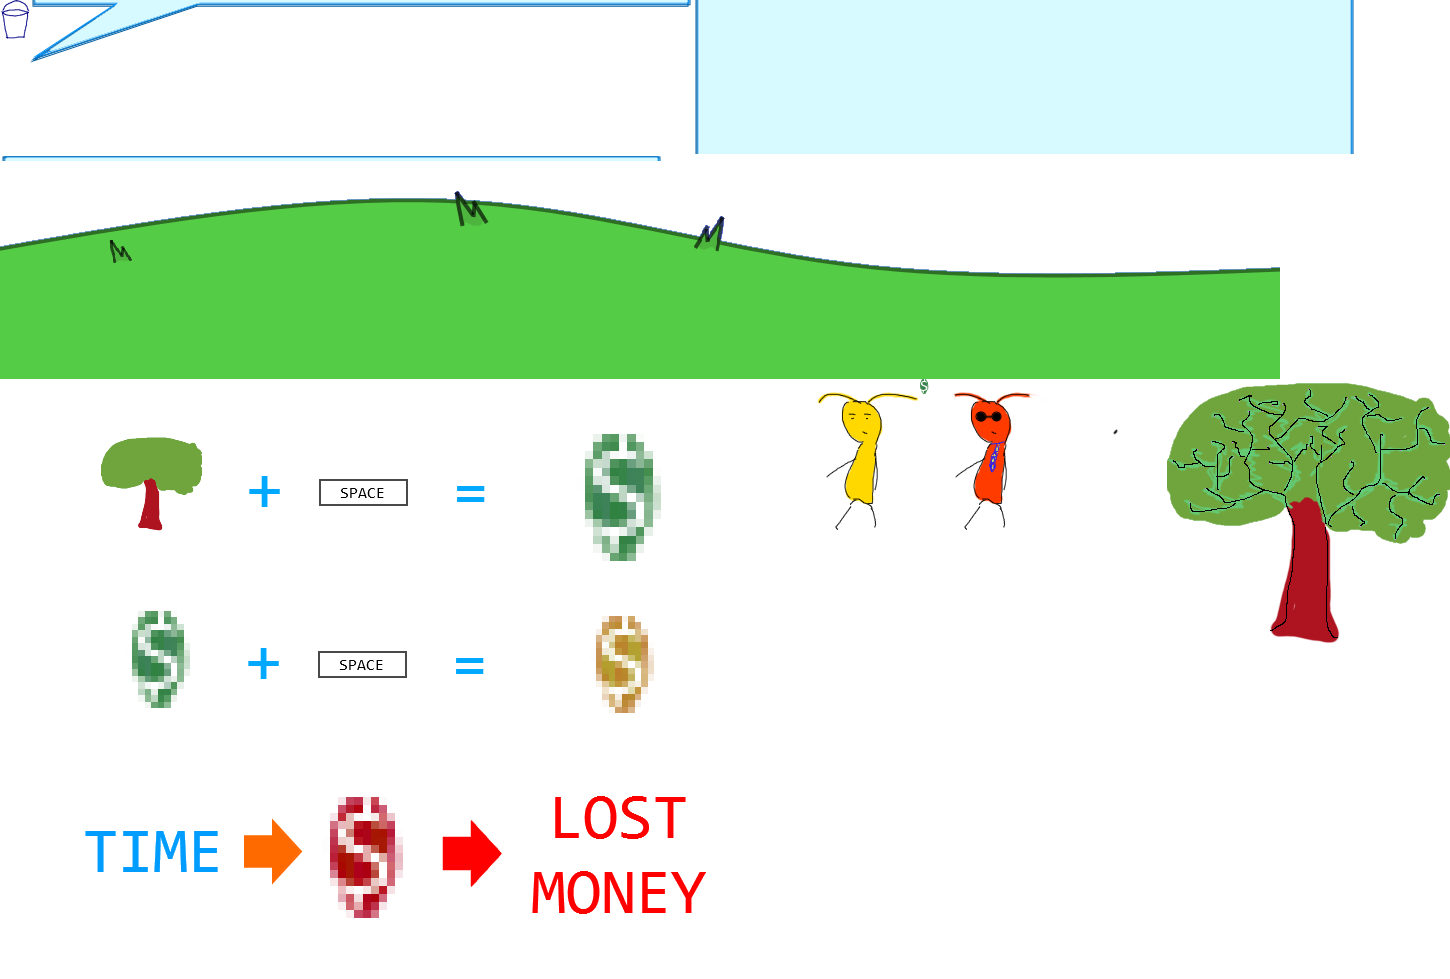 + SPACE =
+ SPACE =
TIME
LOST
MONEY